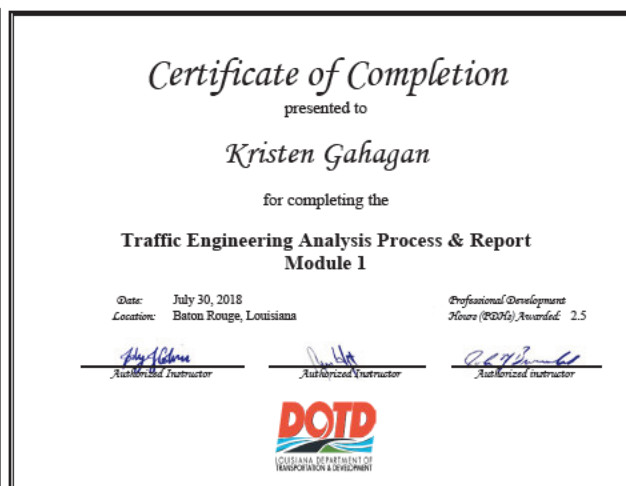 Certificate of Completion
presented to
Kristen Gahagan
for completing the
Traffic Engineering Analysis Process & Report
Module 1
Date: July 30, 2018
Location: Baton Rouge, Louisiana
Professional Development
Hours (PDHs) Awarded: 2.5
Authorized Instructor
Authorized Instructor
Authorized instructor
DOTD
LOUISIANA DEPARTMENT OF
TRANSPORTATION & DEVELOPMENT